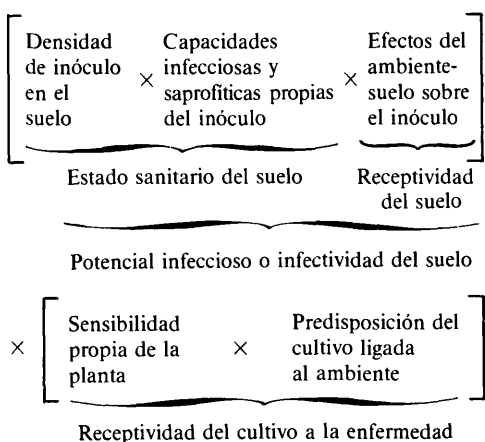 Densidad de inóculo en el suelo × Capacidades infecciosas y saprofíticas propias del inóculo × Efectos del ambiente-suelo sobre el inóculo
Estado sanitario del suelo
Receptividad del suelo
Potencial infeccioso o infectividad del suelo
× Sensibilidad propia de la planta × Predisposición del cultivo ligada al ambiente
Receptividad del cultivo a la enfermedad